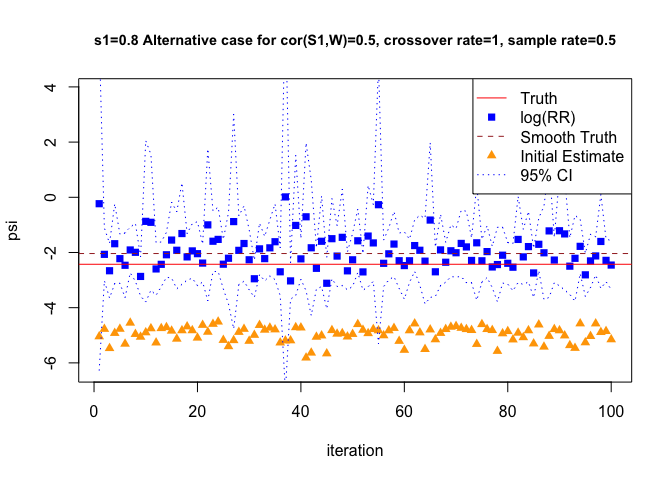 s1=0.8 Alternative case for cor(S1,W)=0.5, crossover rate=1, sample rate=0.5
Truth
log(RR)
Smooth Truth
Initial Estimate
95% CI
psi
4
2
0
-2
-4
-6
0 20 40 60 80 100
iteration